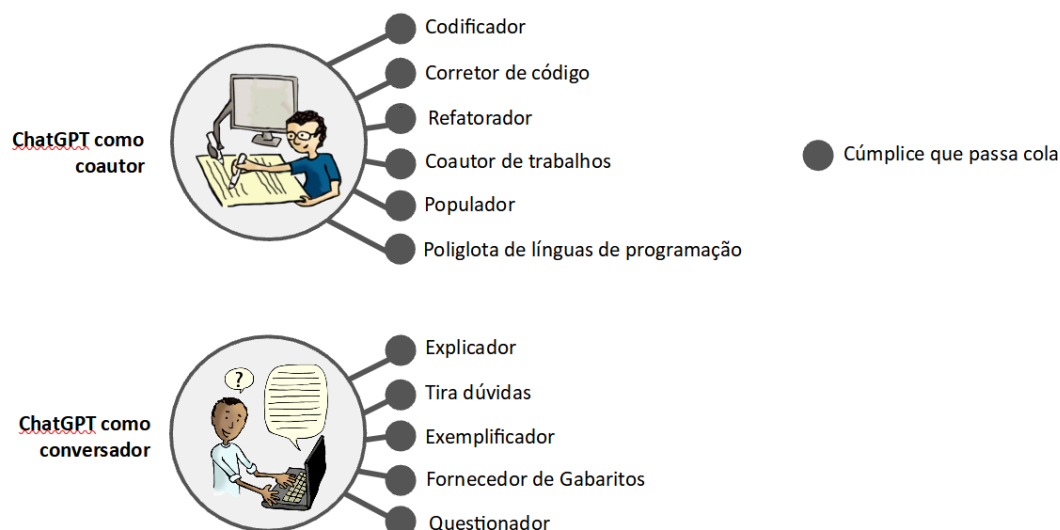 Codificador
Corretor de código
Refatorador
ChatGPT como
coautor
Coautor de trabalhos
Cúmplice que passa cola
Populador
Poliglota de línguas de programação
Explicador
?
Tira dúvidas
ChatGPT como
conversador
Exemplificador
Fornecedor de Gabaritos
Questionador